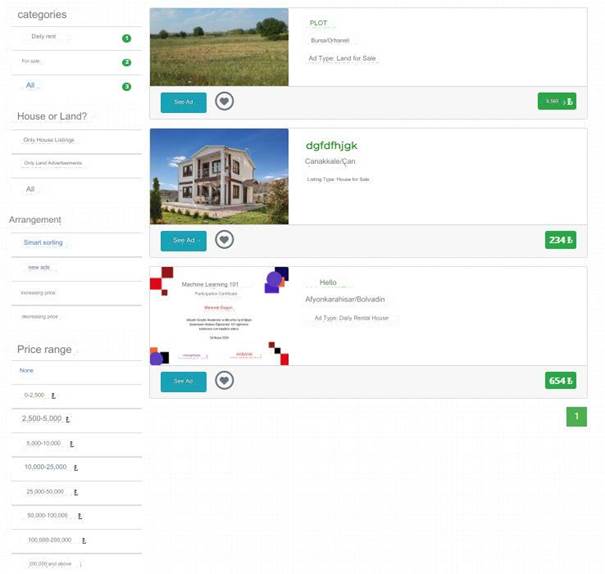 categories
Daily rent 1
For sale 2
All 3
House or Land?
Only House Listings
Only Land Advertisements
All
Arrangement
Smart sorting
new ads
increasing price
decreasing price
Price range
None
0-2,500 ₺
2,500-5,000 ₺
5,000-10,000 ₺
10,000-25,000 ₺
25,000-50,000 ₺
50,000-100,000 ₺
100,000-200,000 ₺
200,000 and above
PLOT
Bursa/Orhaneli
Ad Type: Land for Sale
See Ad
₺
dgfdfhjgk
Canakkale/Çan
Listing Type: House for Sale
See Ad
234 ₺
Machine Learning 101
Participation Certificate
Hello
Afyonkarahisar/Bolvadin
Ad Type: Daily Rental House
See Ad
654 ₺
1